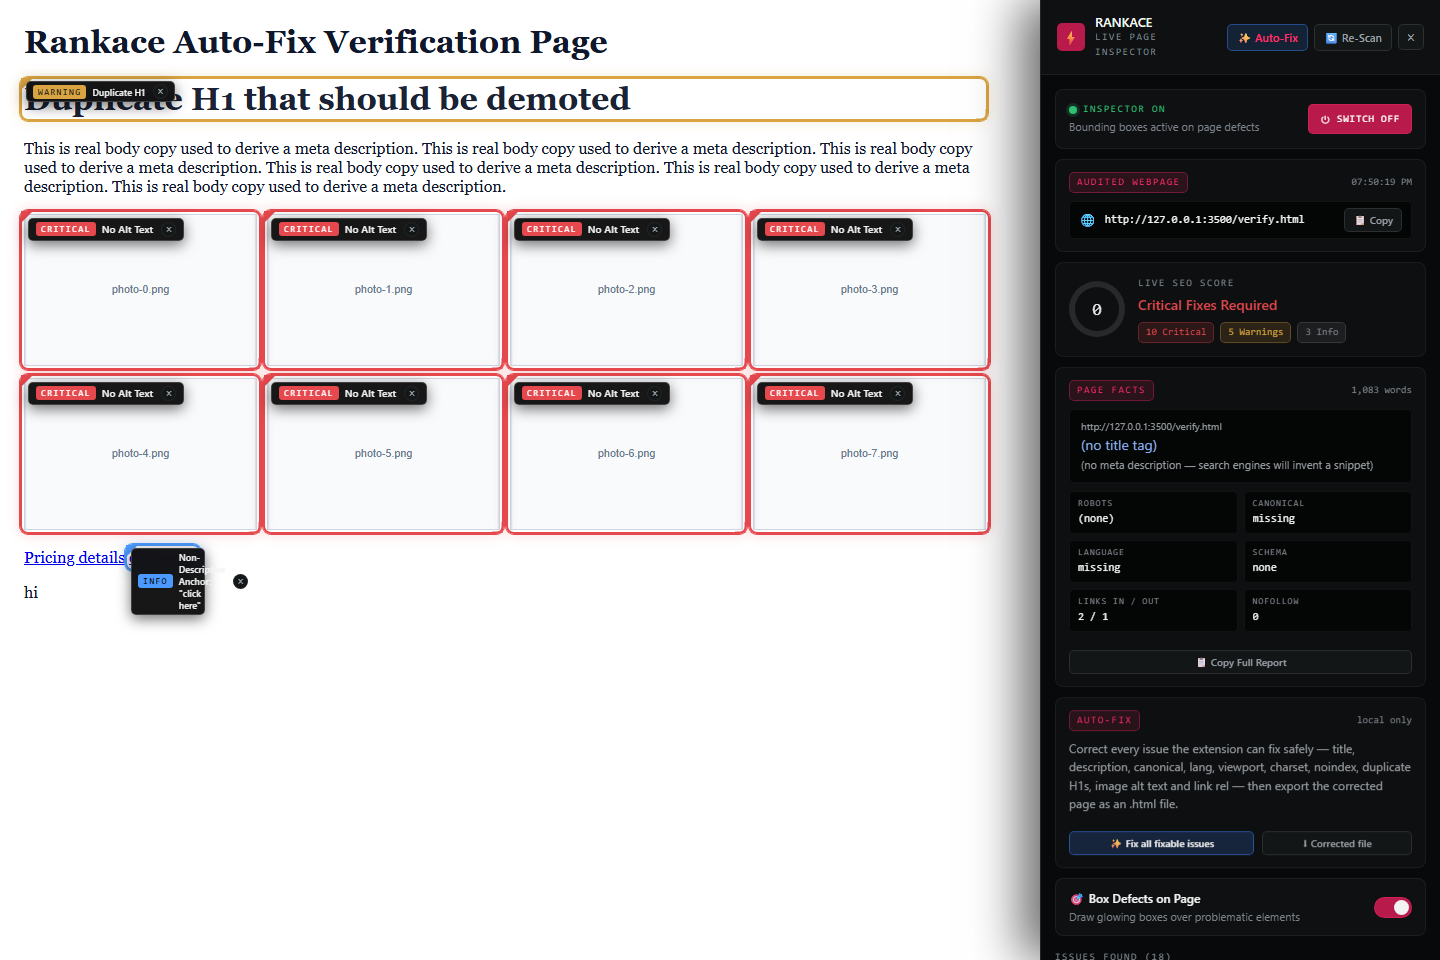 Rankace Auto-Fix Verification Page
WARNING Duplicate H1 ×
Duplicate H1 that should be demoted
This is real body copy used to derive a meta description. This is real body copy used to derive a meta description. This is real body copy
used to derive a meta description. This is real body copy used to derive a meta description. This is real body copy used to derive a meta
description. This is real body copy used to derive a meta description.
CRITICAL No Alt Text ×
CRITICAL No Alt Text ×
CRITICAL No Alt Text ×
CRITICAL No Alt Text ×
photo-0.png
photo-1.png
photo-2.png
photo-3.png
CRITICAL No Alt Text ×
CRITICAL No Alt Text ×
CRITICAL No Alt Text ×
CRITICAL No Alt Text ×
photo-4.png
photo-5.png
photo-6.png
photo-7.png
Pricing details
INFO
Non-
Descrip
Anchor:
"click
here"
×
hi
RANKACE
LIVE PAGE
INSPECTOR
✨ Auto-Fix
Re-Scan
×
INSPECTOR ON
Bounding boxes active on page defects
SWITCH OFF
AUDITED WEBPAGE
07:50:19 PM
http://127.0.0.1:3500/verify.html
Copy
0
LIVE SEO SCORE
Critical Fixes Required
10 Critical
5 Warnings
3 Info
PAGE FACTS
1,083 words
http://127.0.0.1:3500/verify.html
(no title tag)
(no meta description — search engines will invent a snippet)
ROBOTS
(none)
CANONICAL
missing
LANGUAGE
missing
SCHEMA
none
LINKS IN / OUT
2 / 1
NOFOLLOW
0
Copy Full Report
AUTO-FIX
local only
Correct every issue the extension can fix safely — title,
description, canonical, lang, viewport, charset, noindex, duplicate
H1s, image alt text and link rel — then export the corrected
page as an .html file.
✨ Fix all fixable issues
⬇ Corrected file
Box Defects on Page
Draw glowing boxes over problematic elements
ISSUES FOUND (18)